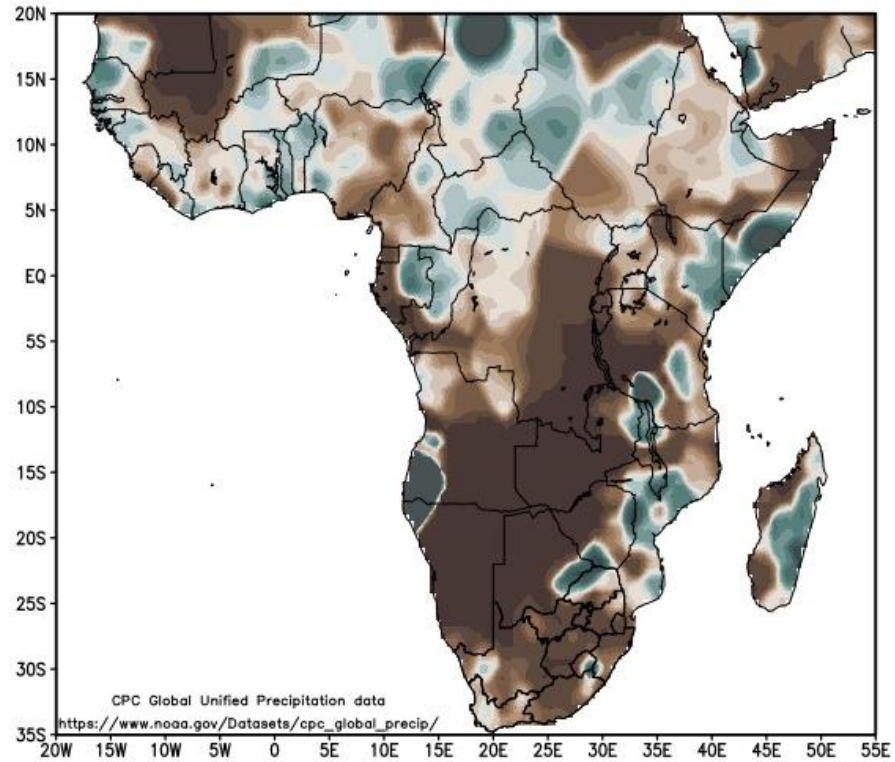 20N
15N
10N
5N
EQ
5S
10S
15S
20S
25S
30S
35S
CPC Global Unified Precipitation data
https://www.noaa.gov/Datasets/cpc_global_precip/
20W 15W 10W 5W 0 5E 10E 15E 20E 25E 30E 35E 40E 45E 50E 55E